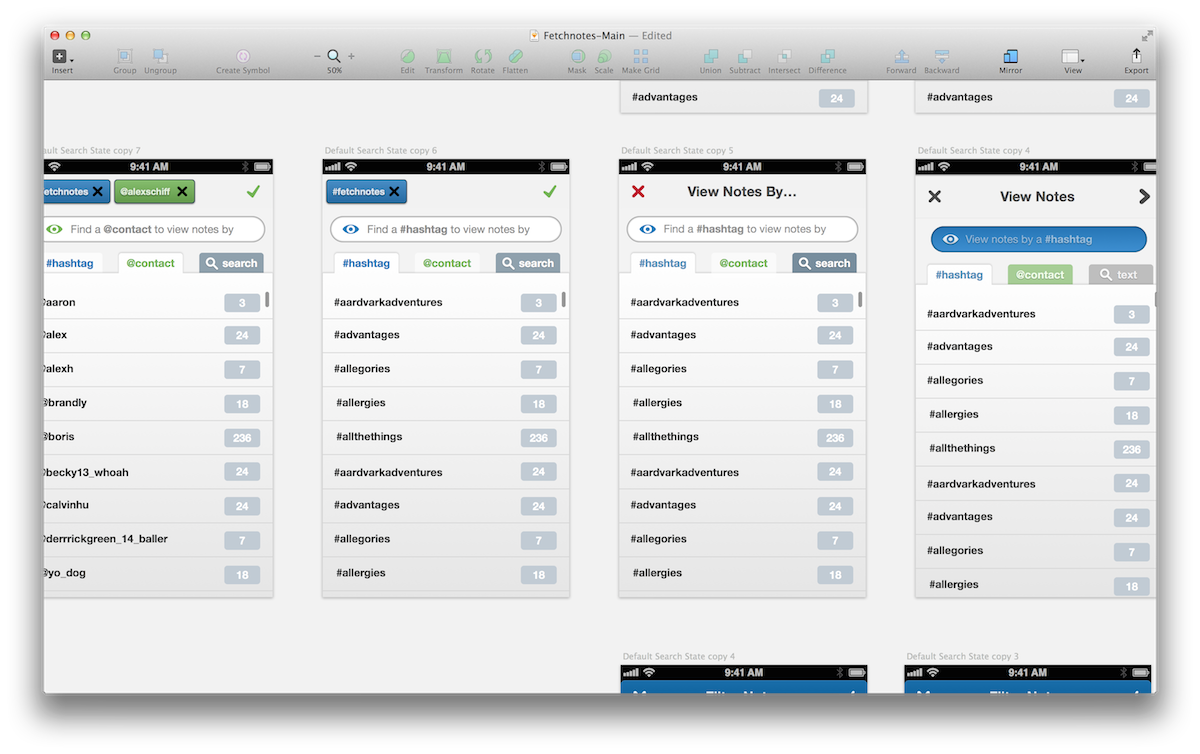 Fetchnotes-Main — Edited
Insert Group Ungroup Create Symbol 50% Edit Transform Rotate Flatten Mask Scale Make Grid Union Subtract Intersect Difference Forward Backward Mirror View Export
#advantages 24
#advantages 24
ault Search State copy 7
9:41 AM
etchnotes @alexschiff
Find a @contact to view notes by
#hashtag @contact search
@aaron 3
@alex 24
@alexh 7
@brandly 18
@boris 236
@becky13_whoah 24
@calvinhu 24
@derrrickgreen_14_baller 7
@yo_dog 18
Default Search State copy 6
9:41 AM
#fetchnotes
Find a #hashtag to view notes by
#hashtag @contact search
#aardvarkadventures 3
#advantages 24
#allegories 7
#allergies 18
#allthethings 236
#aardvarkadventures 24
#advantages 24
#allegories 7
#allergies 18
Default Search State copy 5
9:41 AM
View Notes By...
Find a #hashtag to view notes by
#hashtag @contact search
#aardvarkadventures 3
#advantages 24
#allegories 7
#allergies 18
#allthethings 236
#aardvarkadventures 24
#advantages 24
#allegories 7
#allergies 18
Default Search State copy 4
9:41 AM
View Notes
View notes by a #hashtag
#hashtag @contact text
#aardvarkadventures 3
#advantages 24
#allegories 7
#allergies 18
#allthethings 236
#aardvarkadventures 24
#advantages 24
#allegories 7
#allergies 18
Default Search State copy 4
9:41 AM
Default Search State copy 3
9:41 AM